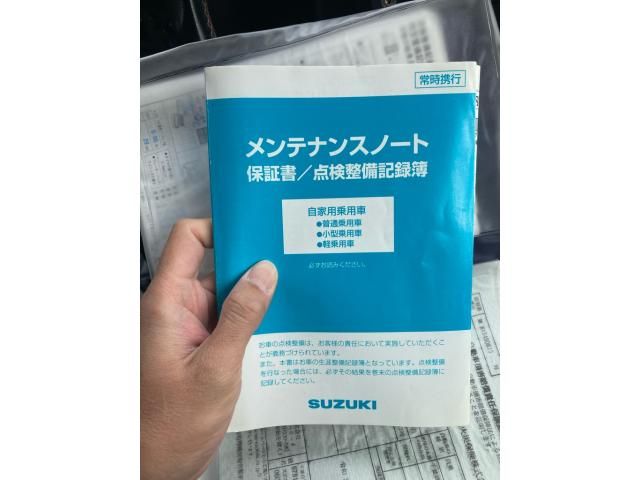 常時携行
メンテナンスノート
保証書／点検整備記録簿
自家用乗用車
●普通乗用車
●小型乗用車
●軽乗用車
必ずお読みください。
お車の点検整備は、お客様の責任において実施していただくこ
とが義務づけられています。
また、本書はお車の生涯整備記録簿となっています。点検整備
を行なった場合には、必ずその結果を巻末の点検整備記録簿に
記録してください。
SUZUKI